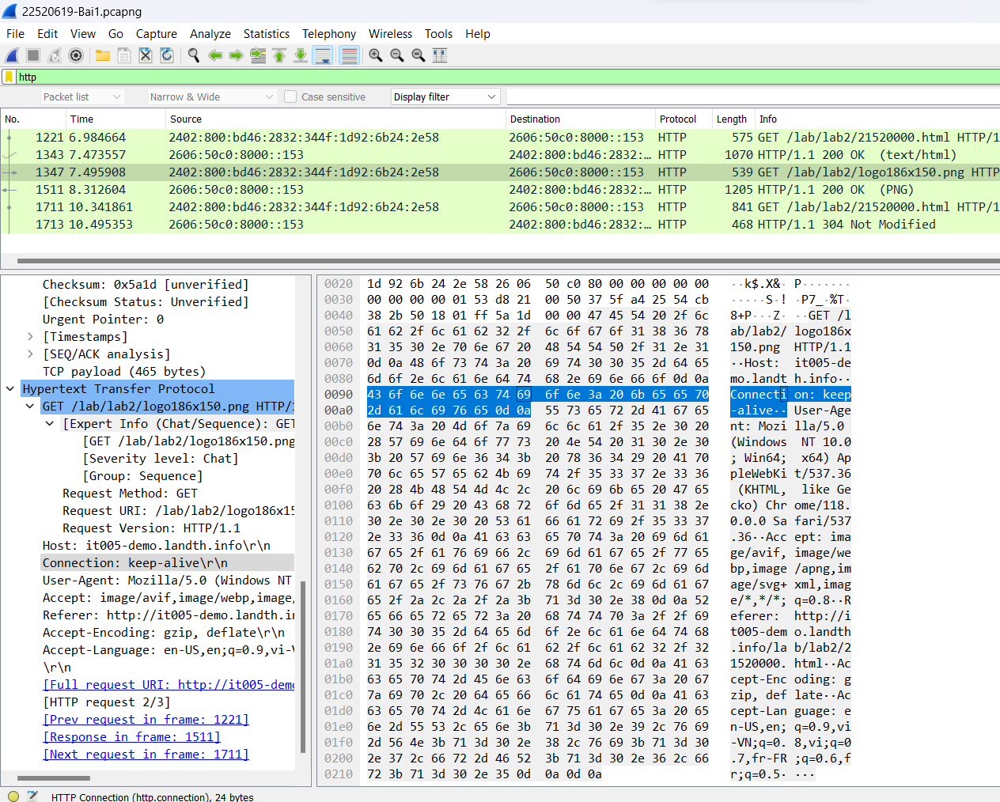 22520619-Bai1.pcapng
File Edit View Go Capture Analyze Statistics Telephony Wireless Tools Help
http
Packet list Narrow & Wide Case sensitive Display filter
No. Time Source Destination Protocol Length Info
1221 6.984664 2402:800:bd46:2832:344f:1d92:6b24:2e58 2606:50c0:8000::153 HTTP 575 GET /lab/lab2/21520000.html HTTP/1
1343 7.473557 2606:50c0:8000::153 2402:800:bd46:2832:… HTTP 1070 HTTP/1.1 200 OK (text/html)
1347 7.495908 2402:800:bd46:2832:344f:1d92:6b24:2e58 2606:50c0:8000::153 HTTP 539 GET /lab/lab2/logo186x150.png HTTP
1511 8.312604 2606:50c0:8000::153 2402:800:bd46:2832:… HTTP 1205 HTTP/1.1 200 OK (PNG)
1711 10.341861 2402:800:bd46:2832:344f:1d92:6b24:2e58 2606:50c0:8000::153 HTTP 841 GET /lab/lab2/21520000.html HTTP/1
1713 10.495353 2606:50c0:8000::153 2402:800:bd46:2832:… HTTP 468 HTTP/1.1 304 Not Modified
Checksum: 0x5a1d [unverified]
[Checksum Status: Unverified]
Urgent Pointer: 0
[Timestamps]
[SEQ/ACK analysis]
TCP payload (465 bytes)
Hypertext Transfer Protocol
GET /lab/lab2/logo186x150.png HTTP/1
[Expert Info (Chat/Sequence): GET
[GET /lab/lab2/logo186x150.png
[Severity level: Chat]
[Group: Sequence]
Request Method: GET
Request URI: /lab/lab2/logo186x15
Request Version: HTTP/1.1
Host: it005-demo.landth.info\r\n
Connection: keep-alive\r\n
User-Agent: Mozilla/5.0 (Windows NT
Accept: image/avif,image/webp,image/
Referer: http://it005-demo.landth.in
Accept-Encoding: gzip, deflate\r\n
Accept-Language: en-US,en;q=0.9,vi-V
\r\n
[Full request URI: http://it005-demo
[HTTP request 2/3]
[Prev request in frame: 1221]
[Response in frame: 1511]
[Next request in frame: 1711]
0020 1d 92 6b 24 2e 58 26 06 50 c0 80 00 00 00 00 00 ··k$.X&· P·······
0030 00 00 00 00 01 53 d8 21 00 50 37 5f a4 25 54 cb ·····S·! ·P7_·%T·
0040 38 2b 50 18 01 ff 5a 1d 00 00 47 45 54 20 2f 6c 8+P···Z· ··GET /l
0050 61 62 2f 6c 61 62 32 2f 6c 6f 67 6f 31 38 36 78 ab/lab2/ logo186x
0060 31 35 30 2e 70 6e 67 20 48 54 54 50 2f 31 2e 31 150.png HTTP/1.1
0070 0d 0a 48 6f 73 74 3a 20 69 74 30 30 35 2d 64 65 ··Host: it005-de
0080 6d 6f 2e 6c 61 6e 64 74 68 2e 69 6e 66 6f 0d 0a mo.landt h.info··
0090 43 6f 6e 6e 65 63 74 69 6f 6e 3a 20 6b 65 65 70 Connecti on: keep
00a0 2d 61 6c 69 76 65 0d 0a 55 73 65 72 2d 41 67 65 -alive·· User-Age
00b0 6e 74 3a 20 4d 6f 7a 69 6c 6c 61 2f 35 2e 30 20 nt: Mozi lla/5.0
00c0 28 57 69 6e 64 6f 77 73 20 4e 54 20 31 30 2e 30 (Windows NT 10.0
00d0 3b 20 57 69 6e 36 34 3b 20 78 36 34 29 20 41 70 ; Win64; x64) Ap
00e0 70 6c 65 57 65 62 4b 69 74 2f 35 33 37 2e 33 36 pleWebKi t/537.36
00f0 20 28 4b 48 54 4d 4c 2c 20 6c 69 6b 65 20 47 65 (KHTML, like Ge
0100 63 6b 6f 29 20 43 68 72 6f 6d 65 2f 31 31 38 2e cko) Chr ome/118.
0110 30 2e 30 2e 30 20 53 61 66 61 72 69 2f 35 33 37 0.0.0 Sa fari/537
0120 2e 33 36 0d 0a 41 63 63 65 70 74 3a 20 69 6d 61 .36··Acc ept: ima
0130 67 65 2f 61 76 69 66 2c 69 6d 61 67 65 2f 77 65 ge/avif, image/we
0140 62 70 2c 69 6d 61 67 65 2f 61 70 6e 67 2c 69 6d bp,image /apng,im
0150 61 67 65 2f 73 76 67 2b 78 6d 6c 2c 69 6d 61 67 age/svg+ xml,imag
0160 65 2f 2a 2c 2a 2f 2a 3b 71 3d 30 2e 38 0d 0a 52 e/*,*/*; q=0.8··R
0170 65 66 65 72 65 72 3a 20 68 74 74 70 3a 2f 2f 69 eferer: http://i
0180 74 30 30 35 2d 64 65 6d 6f 2e 6c 61 6e 64 74 68 t005-dem o.landth
0190 2e 69 6e 66 6f 2f 6c 61 62 2f 6c 61 62 32 2f 32 .info/la b/lab2/2
01a0 31 35 32 30 30 30 30 2e 68 74 6d 6c 0d 0a 41 63 1520000. html··Ac
01b0 63 65 70 74 2d 45 6e 63 6f 64 69 6e 67 3a 20 67 cept-Enc oding: g
01c0 7a 69 70 2c 20 64 65 66 6c 61 74 65 0d 0a 41 63 zip, def late··Ac
01d0 63 65 70 74 2d 4c 61 6e 67 75 61 67 65 3a 20 65 cept-Lan guage: e
01e0 6e 2d 55 53 2c 65 6e 3b 71 3d 30 2e 39 2c 76 69 n-US,en; q=0.9,vi
01f0 2d 56 4e 3b 71 3d 30 2e 38 2c 76 69 3b 71 3d 30 -VN;q=0. 8,vi;q=0
0200 2e 37 2c 66 72 2d 46 52 3b 71 3d 30 2e 36 2c 66 .7,fr-FR ;q=0.6,f
0210 72 3b 71 3d 30 2e 35 0d 0a 0d 0a r;q=0.5· ···
HTTP Connection (http.connection), 24 bytes